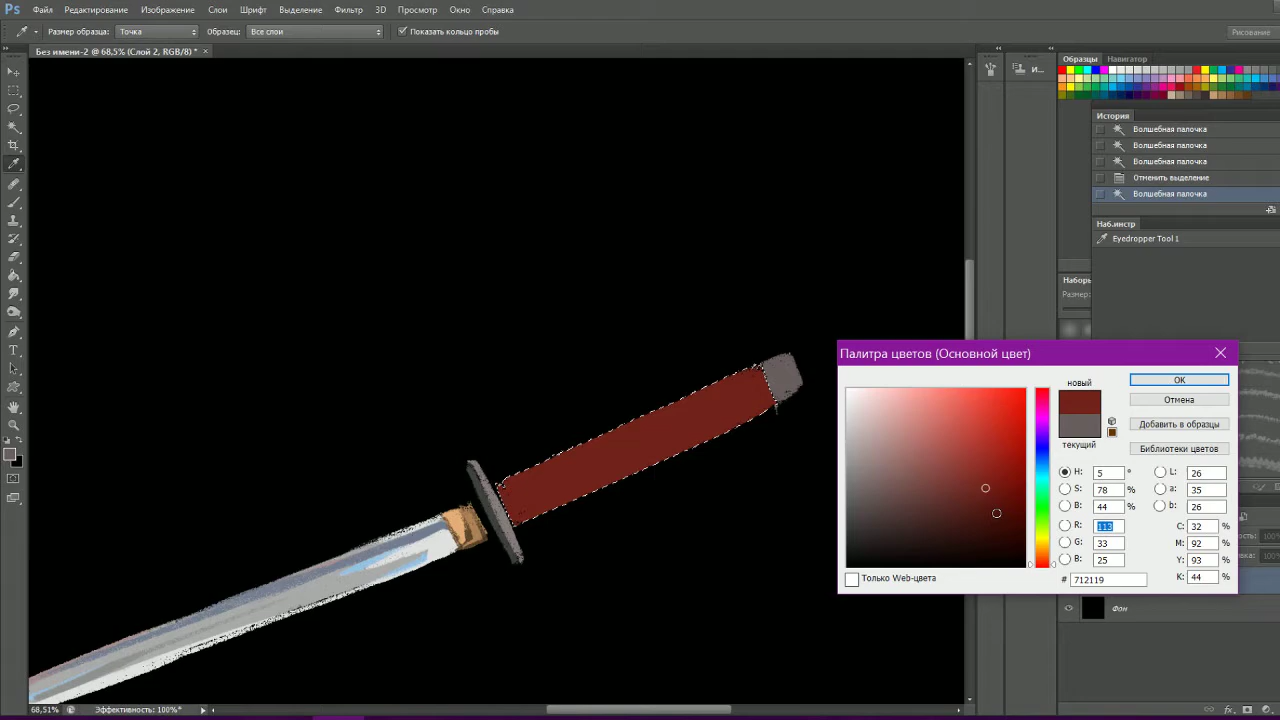 Ps Файл Редактирование Изображение Слои Шрифт Выделение Фильтр 3D Просмотр Окно Справка
Размер образца: Точка Образец: Все слои Показать кольцо пробы Рисование
Без имени-2 @ 68,5% (Слой 2, RGB/8) * ×
И...
Образцы Навигатор
История
Волшебная палочка
Волшебная палочка
Волшебная палочка
Отменить выделение
Волшебная палочка
Наб.инстр
Eyedropper Tool 1
Наборы
Размер:
Палитра цветов (Основной цвет)
новый
текущий
OK
Отмена
Добавить в образцы
Библиотеки цветов
H: 5 ° L: 26
S: 78 % a: 35
B: 44 % b: 26
R: 113 C: 32 %
G: 33 M: 92 %
B: 25 Y: 93 %
# 712119 K: 44 %
Только Web-цвета
100%
100%
Фон
68,51% Эффективность: 100%*
fx